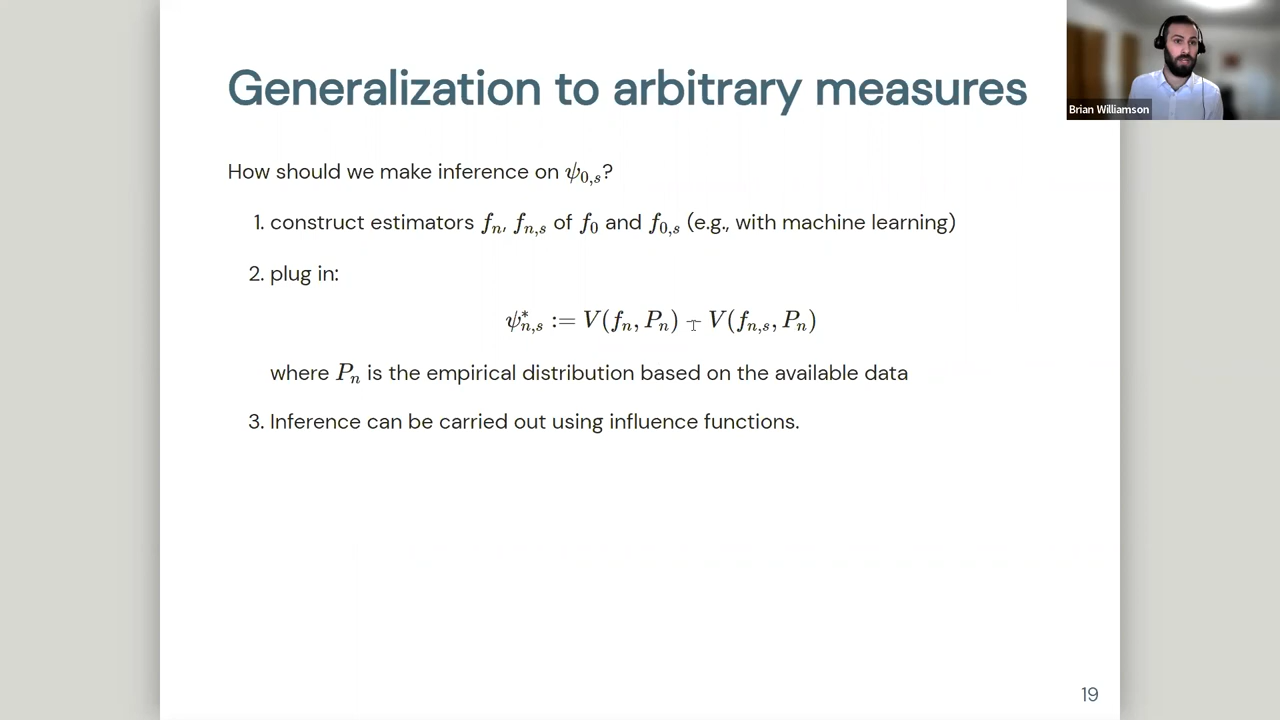 Generalization to arbitrary measures
Brian Williamson
How should we make inference on ψ₀,ₛ?
1. construct estimators fₙ, fₙ,ₛ of f₀ and f₀,ₛ (e.g., with machine learning)
2. plug in:
ψ*ₙ,ₛ := V(fₙ, Pₙ) − V(fₙ,ₛ, Pₙ)
where Pₙ is the empirical distribution based on the available data
3. Inference can be carried out using influence functions.
19